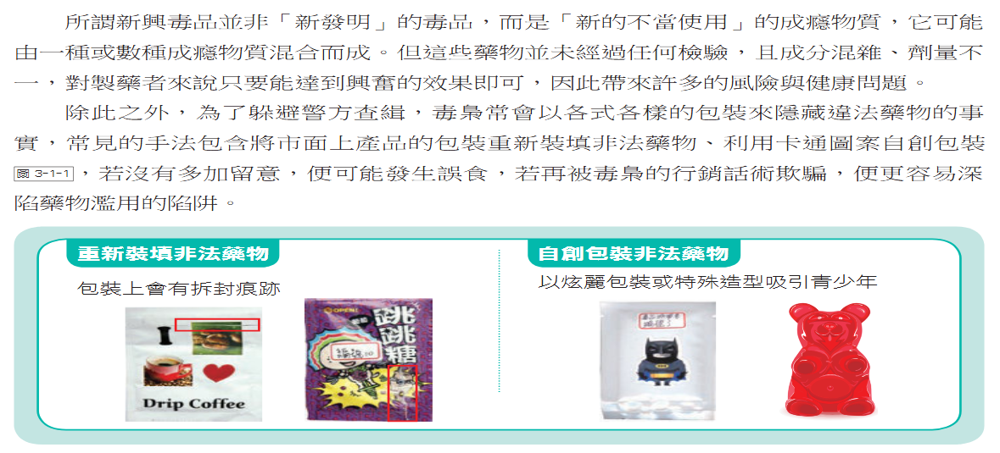 所謂新興毒品並非「新發明」的毒品，而是「新的不當使用」的成癮物質，它可能
由一種或數種成癮物質混合而成。但這些藥物並未經過任何檢驗，且成分混雜、劑量不
一，對製藥者來說只要能達到興奮的效果即可，因此帶來許多的風險與健康問題。
除此之外，為了躲避警方查緝，毒梟常會以各式各樣的包裝來隱藏違法藥物的事
實，常見的手法包含將市面上產品的包裝重新裝填非法藥物、利用卡通圖案自創包裝
圖 3-1-1，若沒有多加留意，便可能發生誤食，若再被毒梟的行銷話術欺騙，便更容易深
陷藥物濫用的陷阱。
重新裝填非法藥物
包裝上會有拆封痕跡
I
Drip Coffee
OPEN!
跳跳糖
自創包裝非法藥物
以炫麗包裝或特殊造型吸引青少年